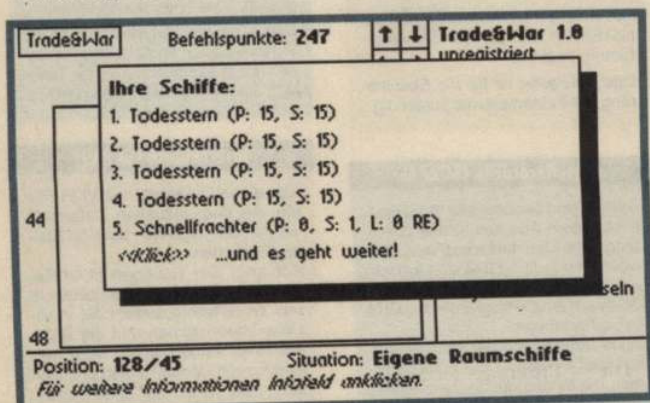 Trade&War Befehlspunkte: 247 ↑ ↓ Trade&War 1.0
unregistriert
Ihre Schiffe:
1. Todesstern (P: 15, S: 15)
2. Todesstern (P: 15, S: 15)
3. Todesstern (P: 15, S: 15)
4. Todesstern (P: 15, S: 15)
44
5. Schnellfrachter (P: 0, S: 1, L: 0 RE)
<<Klick>> ...und es geht weiter!
seln
48
Position: 128/45 Situation: Eigene Raumschiffe
Für weitere Informationen Infofeld anklicken.